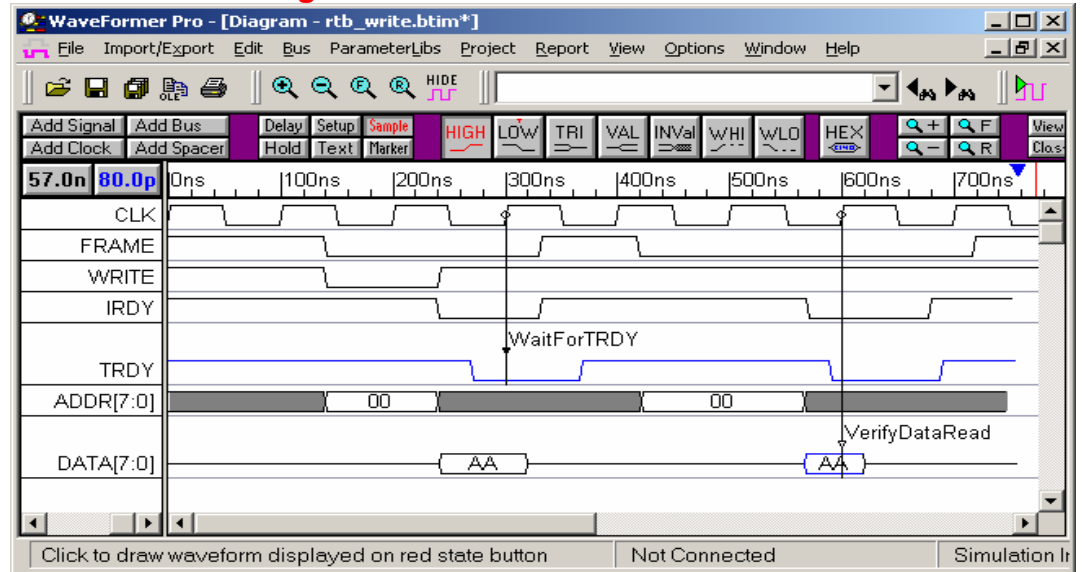 WaveFormer Pro - [Diagram - rtb_write.btim*]
File Import/Export Edit Bus ParameterLibs Project Report View Options Window Help
OLE F R HIDE
Add Signal Add Bus Delay Setup Sample HIGH LOW TRI VAL INVal WHI WLO HEX + F View
Add Clock Add Spacer Hold Text Marker - R
57.0n 80.0p 0ns 100ns 200ns 300ns 400ns 500ns 600ns 700ns
CLK
FRAME
WRITE
IRDY
WaitForTRDY
TRDY
ADDR[7:0] 00 00
VerifyDataRead
DATA[7:0] AA AA
Click to draw waveform displayed on red state button Not Connected Simulation